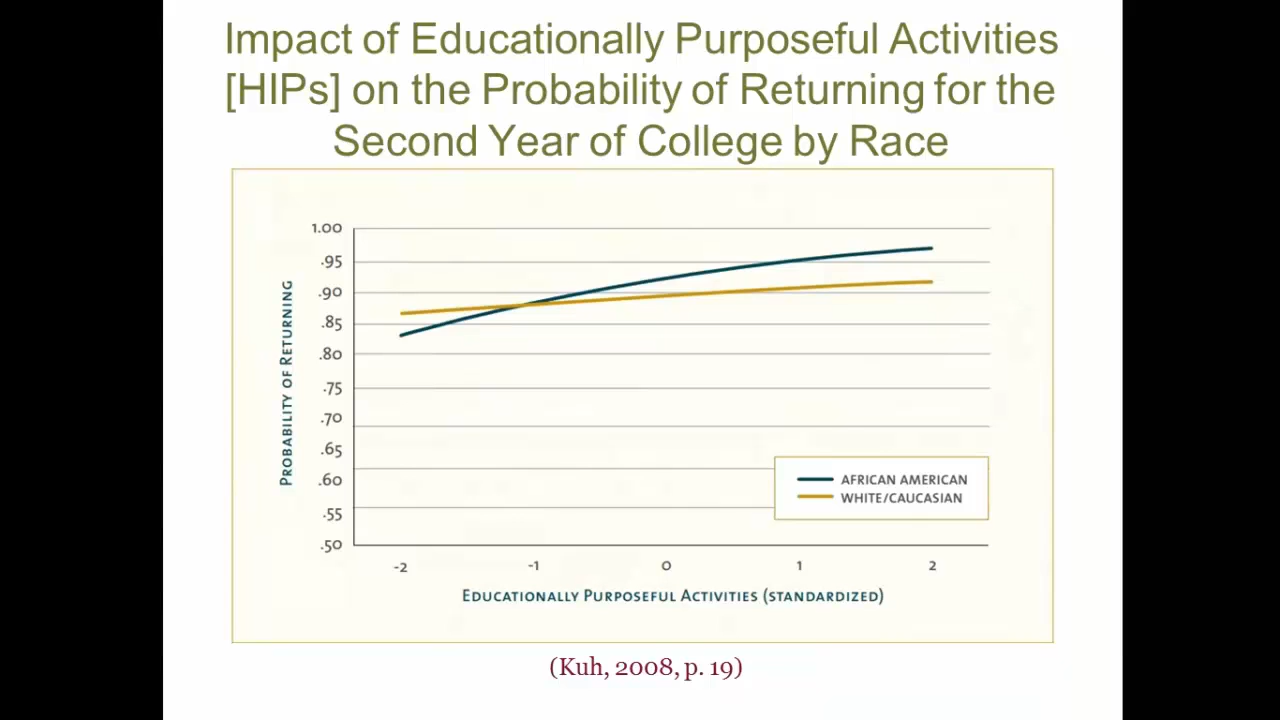 Impact of Educationally Purposeful Activities
[HIPs] on the Probability of Returning for the
Second Year of College by Race
1.00
.95
.90
.85
.80
.75
.70
.65
.60
.55
.50
PROBABILITY OF RETURNING
AFRICAN AMERICAN
WHITE/CAUCASIAN
-2 -1 0 1 2
EDUCATIONALLY PURPOSEFUL ACTIVITIES (STANDARDIZED)
(Kuh, 2008, p. 19)